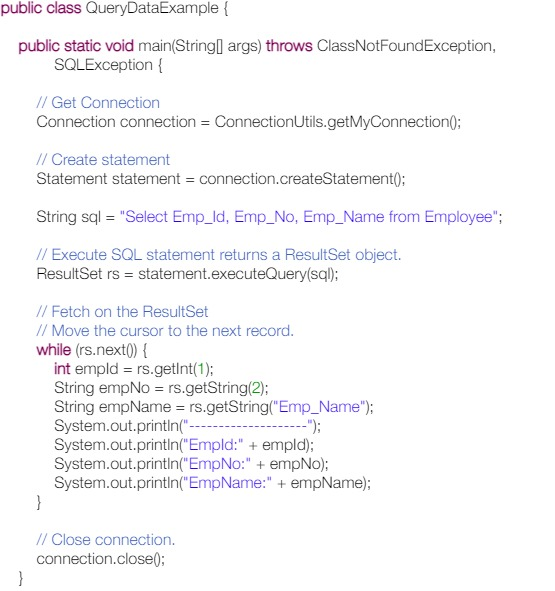 public class QueryDataExample {
public static void main(String[] args) throws ClassNotFoundException,
SQLException {
// Get Connection
Connection connection = ConnectionUtils.getMyConnection();
// Create statement
Statement statement = connection.createStatement();
String sql = "Select Emp_Id, Emp_No, Emp_Name from Employee";
// Execute SQL statement returns a ResultSet object.
ResultSet rs = statement.executeQuery(sql);
// Fetch on the ResultSet
// Move the cursor to the next record.
while (rs.next()) {
int empId = rs.getInt(1);
String empNo = rs.getString(2);
String empName = rs.getString("Emp_Name");
System.out.println("--------------------");
System.out.println("EmpId:" + empId);
System.out.println("EmpNo:" + empNo);
System.out.println("EmpName:" + empName);
}
// Close connection.
connection.close();
}